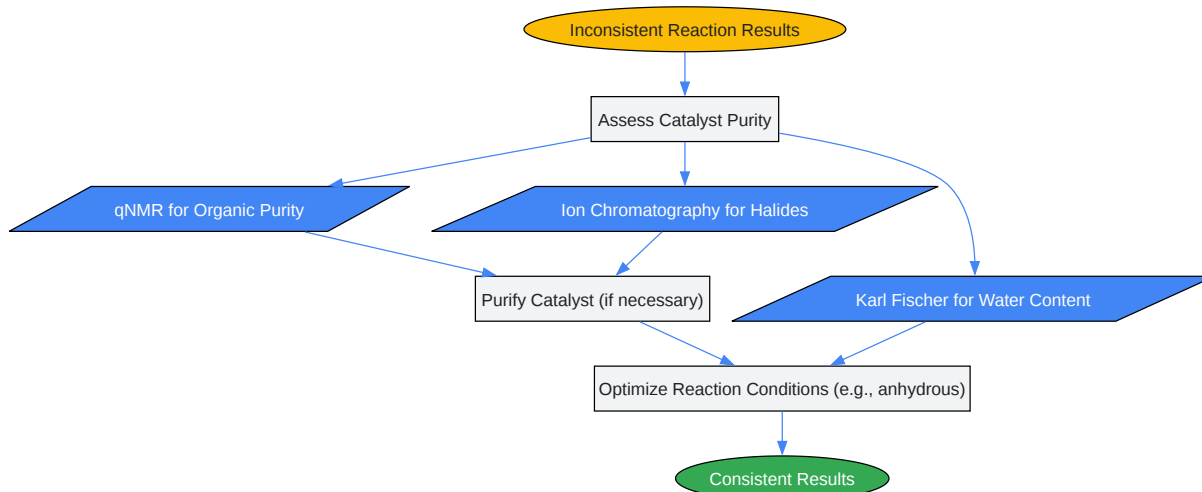 Inconsistent Reaction Results
Assess Catalyst Purity
qNMR for Organic Purity
Ion Chromatography for Halides
Purify Catalyst (if necessary)
Karl Fischer for Water Content
Optimize Reaction Conditions (e.g., anhydrous)
Consistent Results